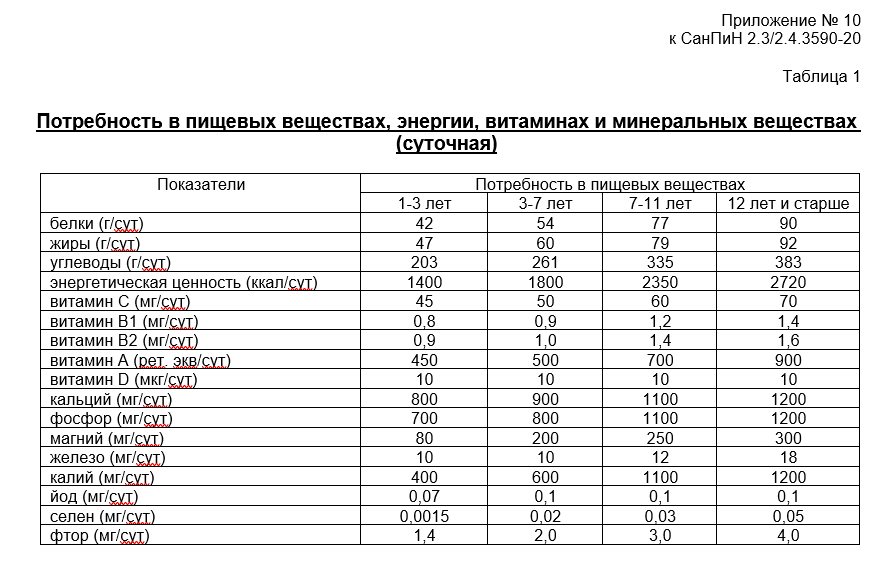 Приложение № 10
к СанПиН 2.3/2.4.3590-20
Таблица 1
Потребность в пищевых веществах, энергии, витаминах и минеральных веществах
(суточная)
Показатели Потребность в пищевых веществах
1-3 лет 3-7 лет 7-11 лет 12 лет и старше
белки (г/сут) 42 54 77 90
жиры (г/сут) 47 60 79 92
углеводы (г/сут) 203 261 335 383
энергетическая ценность (ккал/сут) 1400 1800 2350 2720
витамин С (мг/сут) 45 50 60 70
витамин В1 (мг/сут) 0,8 0,9 1,2 1,4
витамин В2 (мг/сут) 0,9 1,0 1,4 1,6
витамин А (рет. экв/сут) 450 500 700 900
витамин D (мкг/сут) 10 10 10 10
кальций (мг/сут) 800 900 1100 1200
фосфор (мг/сут) 700 800 1100 1200
магний (мг/сут) 80 200 250 300
железо (мг/сут) 10 10 12 18
калий (мг/сут) 400 600 1100 1200
йод (мг/сут) 0,07 0,1 0,1 0,1
селен (мг/сут) 0,0015 0,02 0,03 0,05
фтор (мг/сут) 1,4 2,0 3,0 4,0